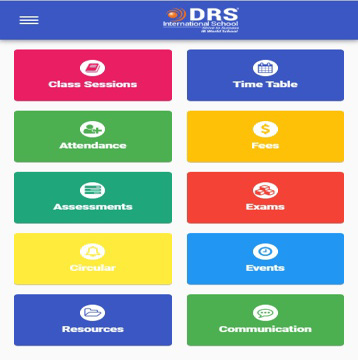 DRS
International School
Class Sessions
Time Table
Attendance
Fees
Assessments
Exams
Circular
Events
Resources
Communication